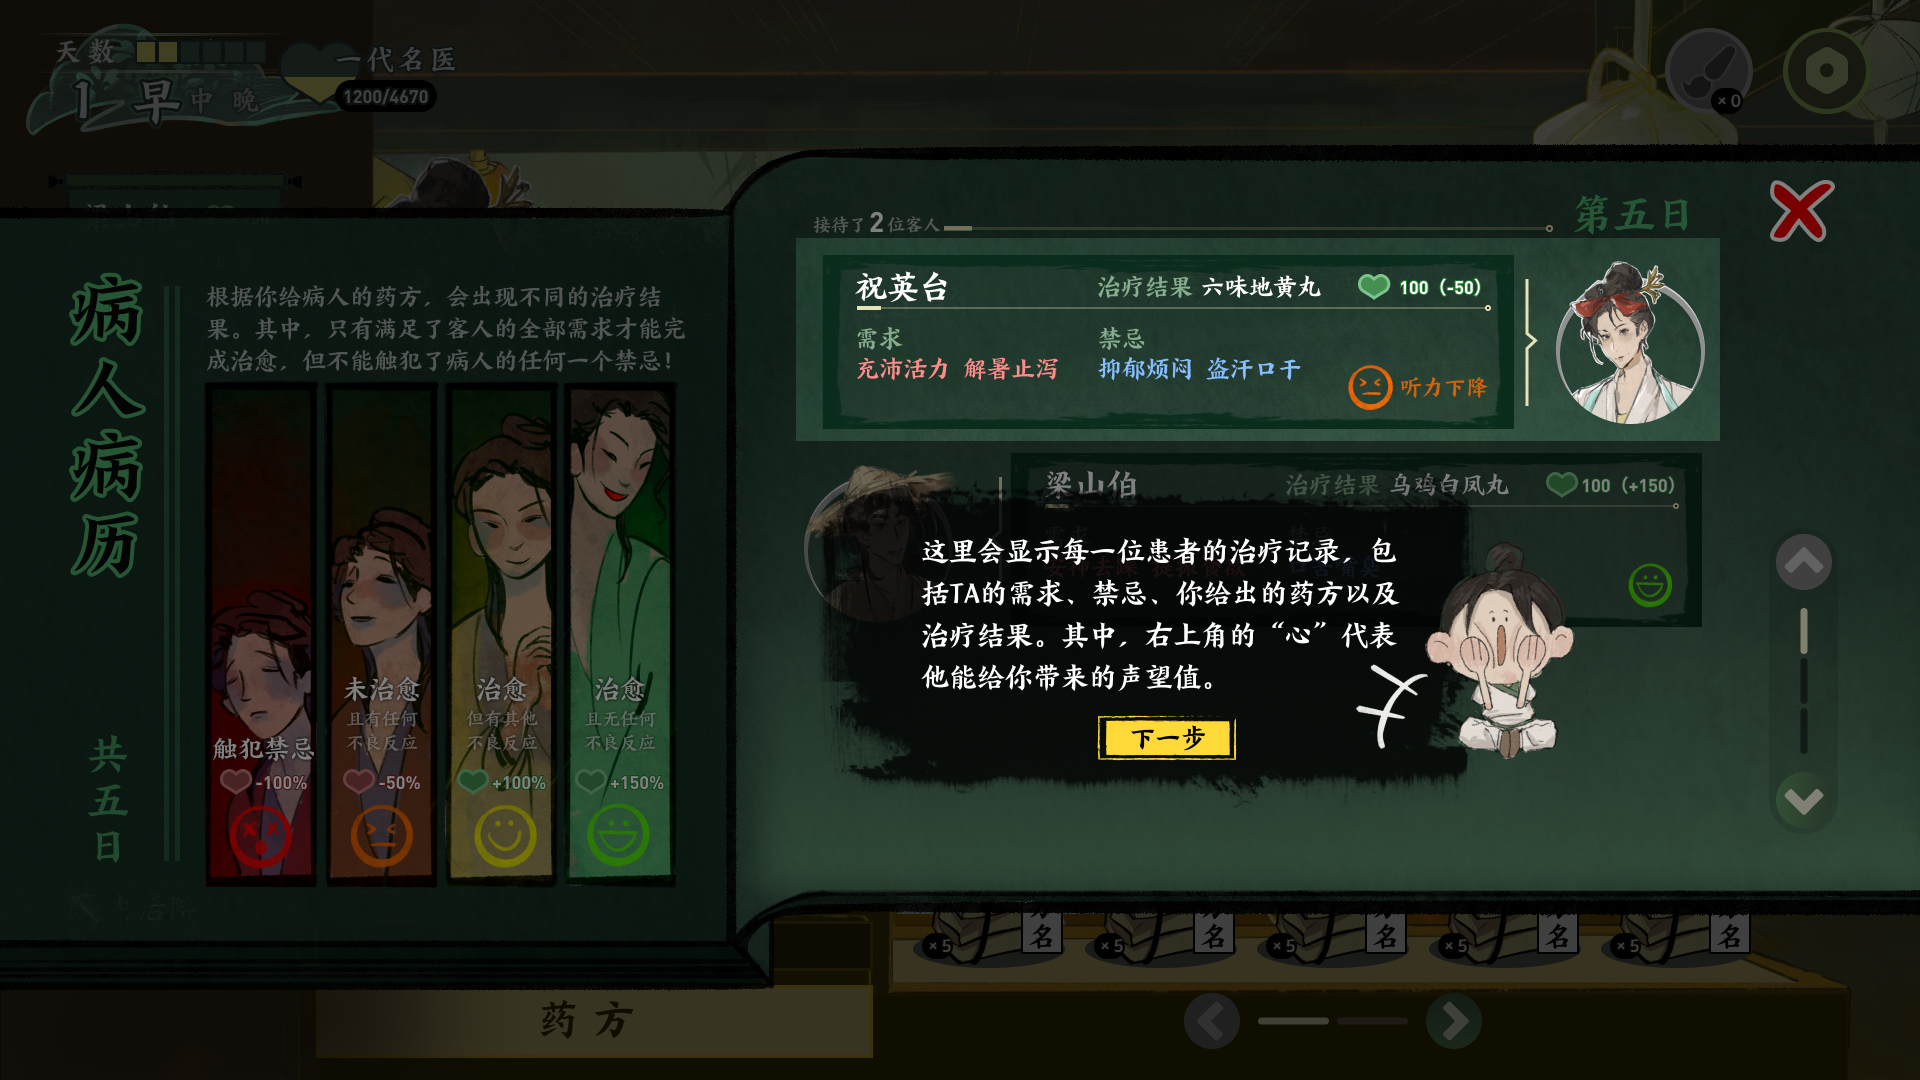 天数
1 早 中 晚
一代名医
1200/4670
×0
病人病历
共五日
根据你给病人的药方，会出现不同的治疗结
果。其中，只有满足了客人的全部需求才能完
成治愈，但不能触犯了病人的任何一个禁忌！
触犯禁忌
-100%
未治愈
且有任何
不良反应
-50%
治愈
但有其他
不良反应
+100%
治愈
且无任何
不良反应
+150%
接待了2位客人
第五日
祝英台
治疗结果 六味地黄丸
100（-50）
需求
充沛活力 解暑止泻
禁忌
抑郁烦闷 盗汗口干
听力下降
梁山伯
治疗结果 乌鸡白凤丸
100（+150）
这里会显示每一位患者的治疗记录，包
括TA的需求、禁忌、你给出的药方以及
治疗结果。其中，右上角的“心”代表
他能给你带来的声望值。
下一步
×5 名
×5 名
×5 名
×5 名
×5 名
药方